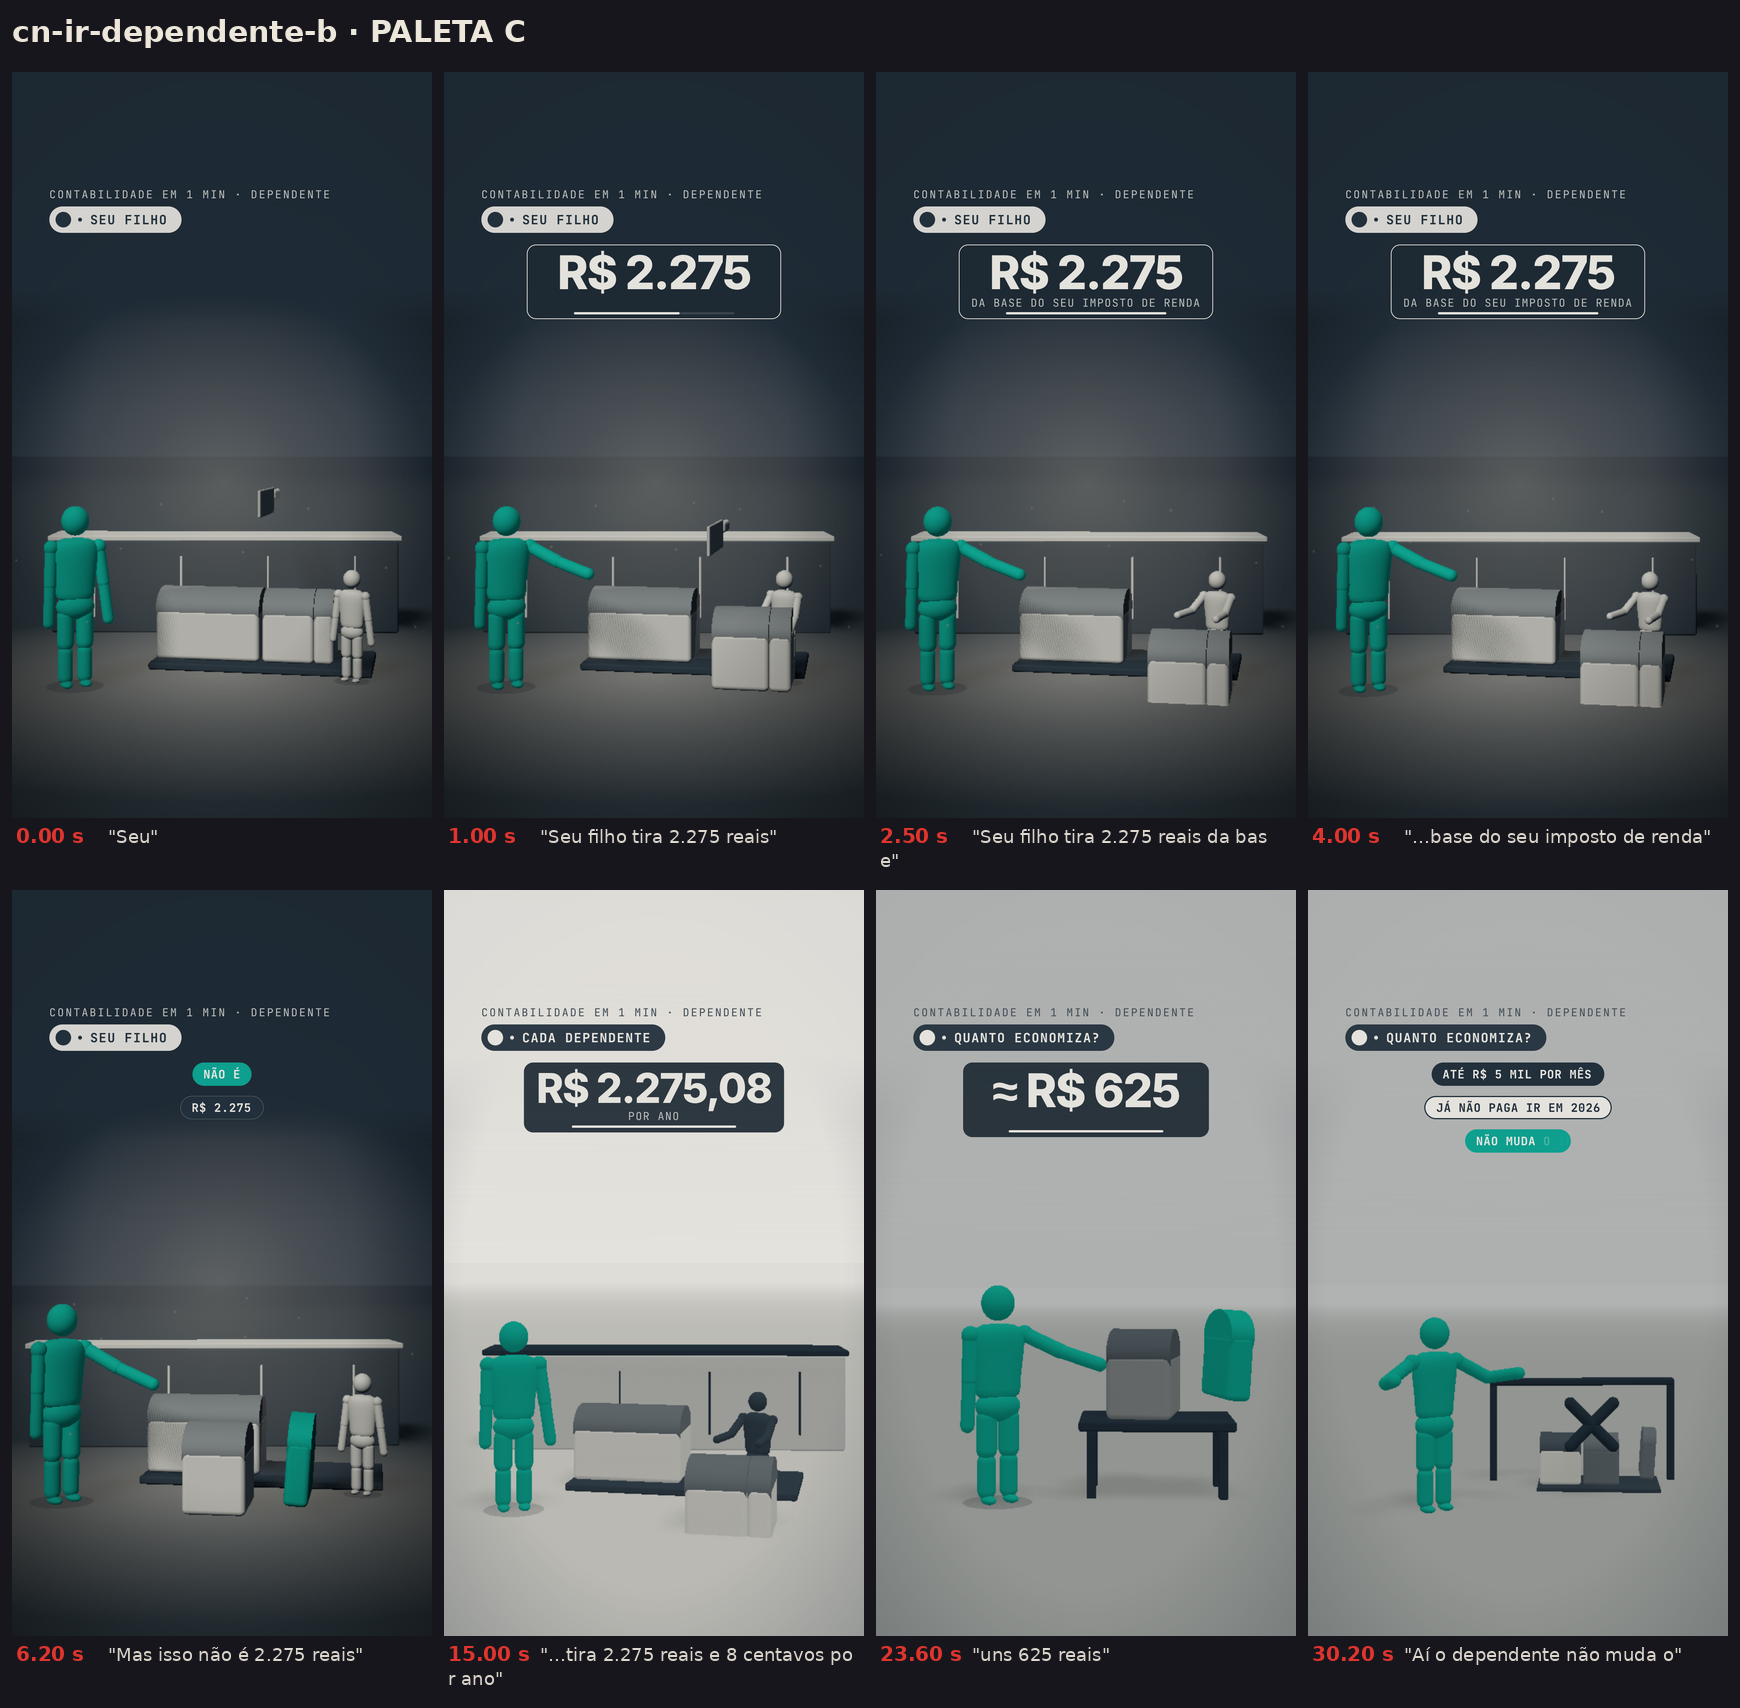 cn-ir-dependente-b · PALETA C
CONTABILIDADE EM 1 MIN · DEPENDENTE
• SEU FILHO
0.00 s "Seu"
CONTABILIDADE EM 1 MIN · DEPENDENTE
• SEU FILHO
R$ 2.275
1.00 s "Seu filho tira 2.275 reais"
CONTABILIDADE EM 1 MIN · DEPENDENTE
• SEU FILHO
R$ 2.275
DA BASE DO SEU IMPOSTO DE RENDA
2.50 s "Seu filho tira 2.275 reais da bas
e"
CONTABILIDADE EM 1 MIN · DEPENDENTE
• SEU FILHO
R$ 2.275
DA BASE DO SEU IMPOSTO DE RENDA
4.00 s "...base do seu imposto de renda"
CONTABILIDADE EM 1 MIN · DEPENDENTE
• SEU FILHO
NÃO É
R$ 2.275
6.20 s "Mas isso não é 2.275 reais"
CONTABILIDADE EM 1 MIN · DEPENDENTE
• CADA DEPENDENTE
R$ 2.275,08
POR ANO
15.00 s "...tira 2.275 reais e 8 centavos po
r ano"
CONTABILIDADE EM 1 MIN · DEPENDENTE
• QUANTO ECONOMIZA?
≈ R$ 625
23.60 s "uns 625 reais"
CONTABILIDADE EM 1 MIN · DEPENDENTE
• QUANTO ECONOMIZA?
ATÉ R$ 5 MIL POR MÊS
JÁ NÃO PAGA IR EM 2026
NÃO MUDA O
30.20 s "Aí o dependente não muda o"